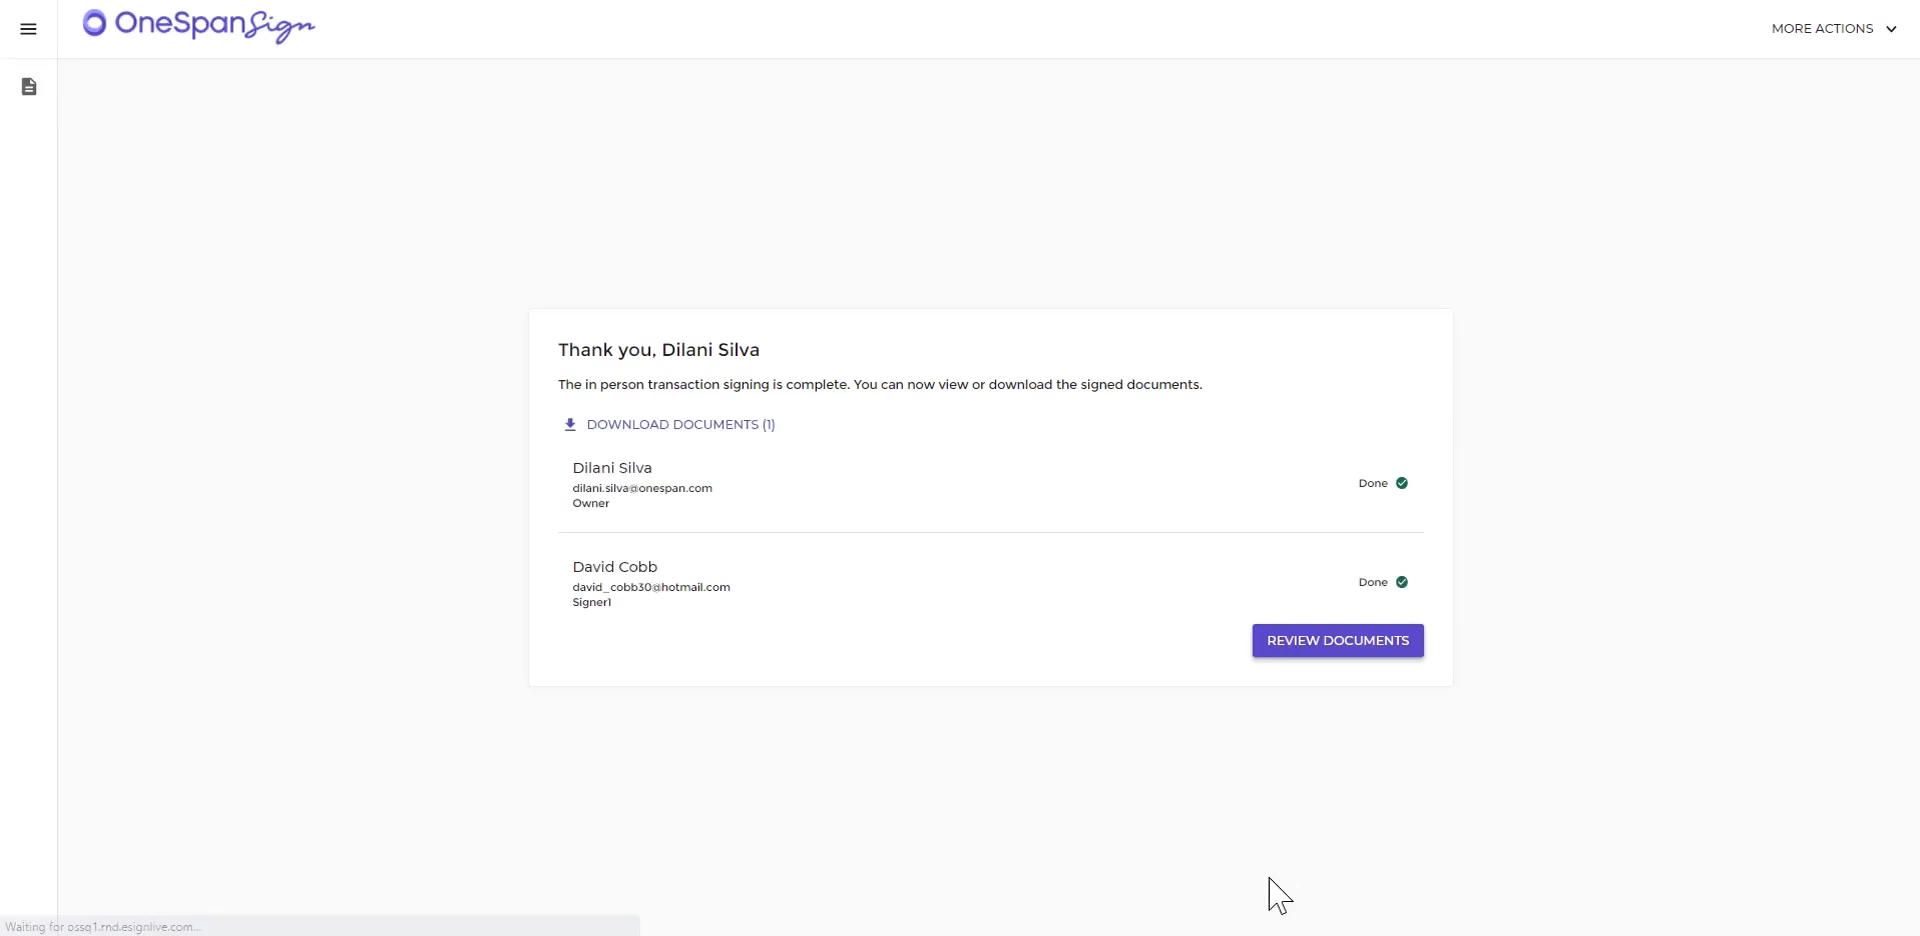 OneSpanSign
MORE ACTIONS
Thank you, Dilani Silva
The in person transaction signing is complete. You can now view or download the signed documents.
DOWNLOAD DOCUMENTS (1)
Dilani Silva
dilani.silva@onespan.com
Owner
Done
David Cobb
david_cobb30@hotmail.com
Signer1
Done
REVIEW DOCUMENTS
Waiting for ossq1.rnd.esignlive.com...